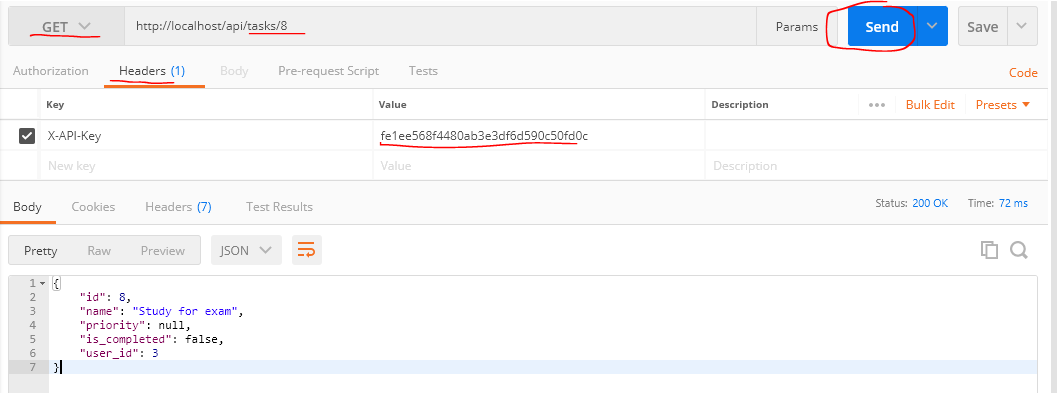 GET http://localhost/api/tasks/8 Params Send Save
Authorization Headers (1) Body Pre-request Script Tests Code
Key Value Description ••• Bulk Edit Presets
X-API-Key fe1ee568f4480ab3e3df6d590c50fd0c
New key Value Description
Body Cookies Headers (7) Test Results Status: 200 OK Time: 72 ms
Pretty Raw Preview JSON
1 {
2 "id": 8,
3 "name": "Study for exam",
4 "priority": null,
5 "is_completed": false,
6 "user_id": 3
7 }